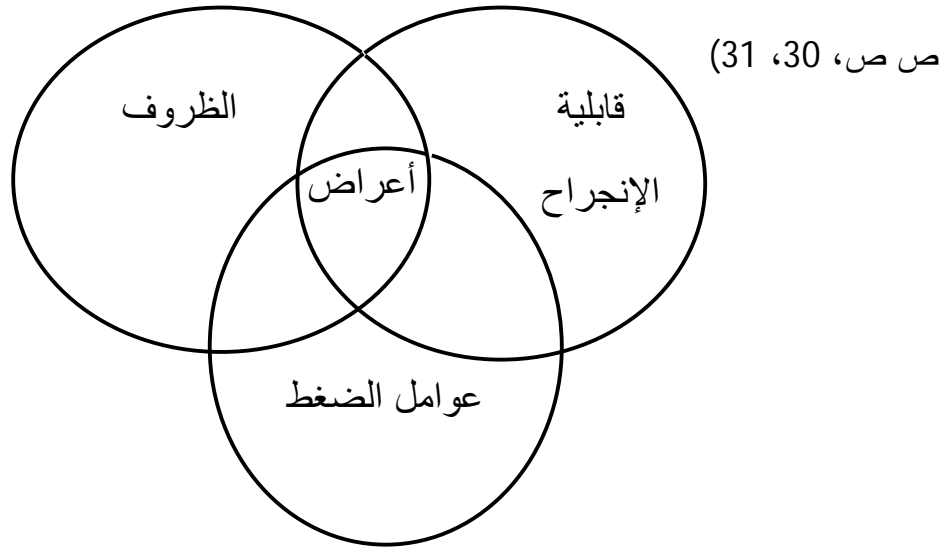 ص ص، 30، 31)
الظروف
قابلية
الإنجراح
أعراض
عوامل الضغط